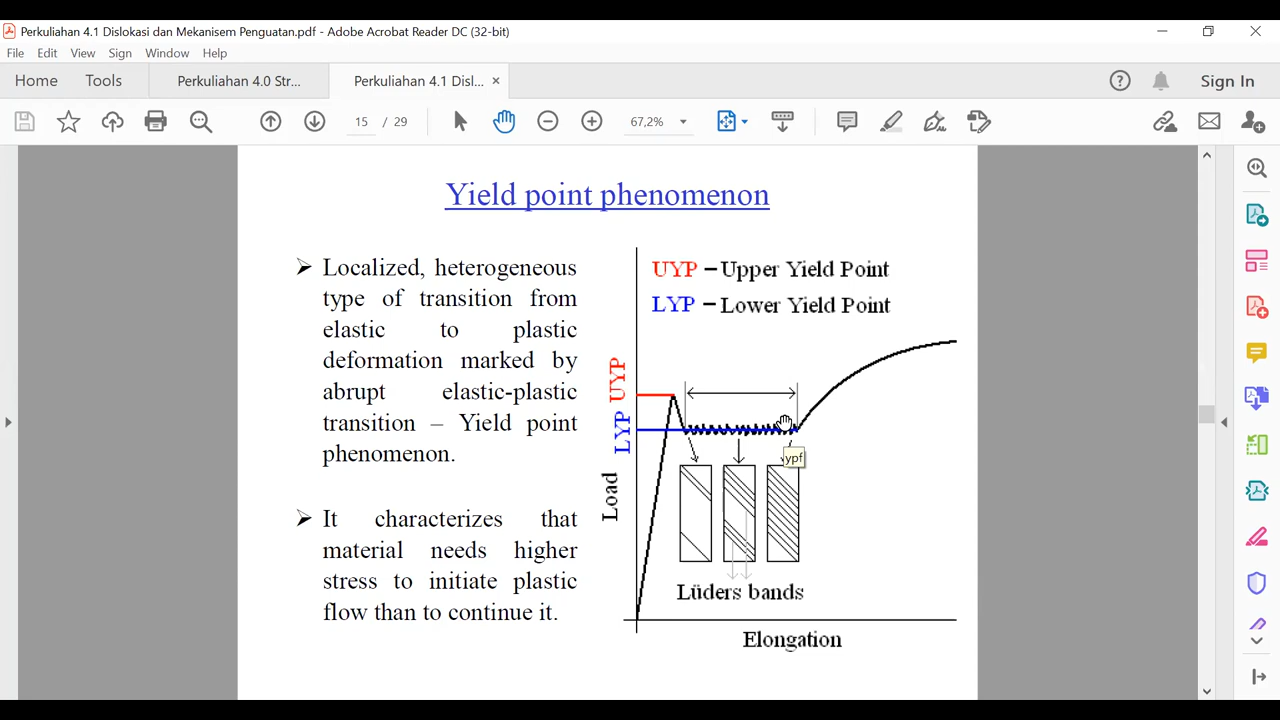 Perkuliahan 4.1 Dislokasi dan Mekanisem Penguatan.pdf - Adobe Acrobat Reader DC (32-bit)
File Edit View Sign Window Help
Home Tools Perkuliahan 4.0 Str... Perkuliahan 4.1 Disl... × Sign In
15 / 29 67,2%
Yield point phenomenon
➢ Localized, heterogeneous
type of transition from
elastic to plastic
deformation marked by
abrupt elastic-plastic
transition – Yield point
phenomenon.
➢ It characterizes that
material needs higher
stress to initiate plastic
flow than to continue it.
UYP – Upper Yield Point
LYP – Lower Yield Point
UYP
LYP
Load
ypf
Lüders bands
Elongation